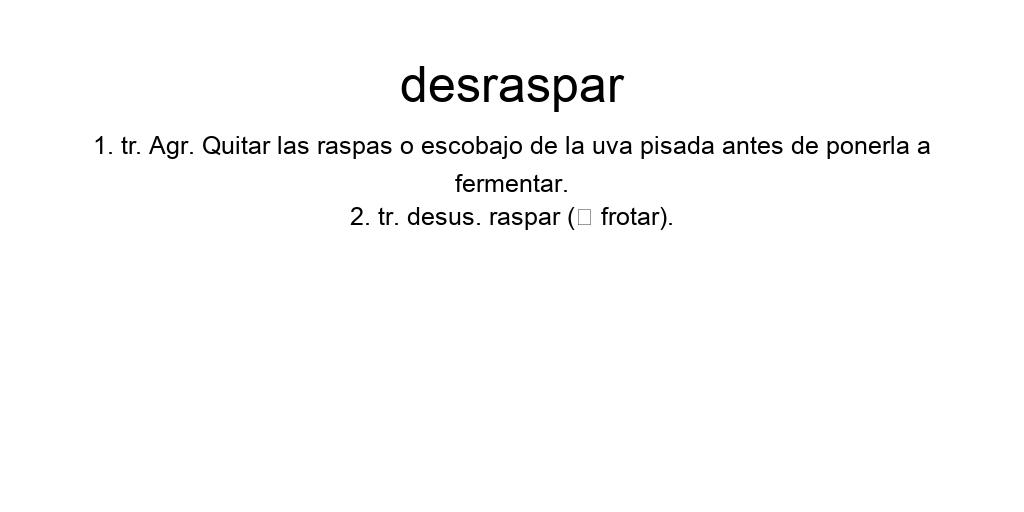 desraspar
1. tr. Agr. Quitar las raspas o escobajo de la uva pisada antes de ponerla a
fermentar.
2. tr. desus. raspar (□ frotar).